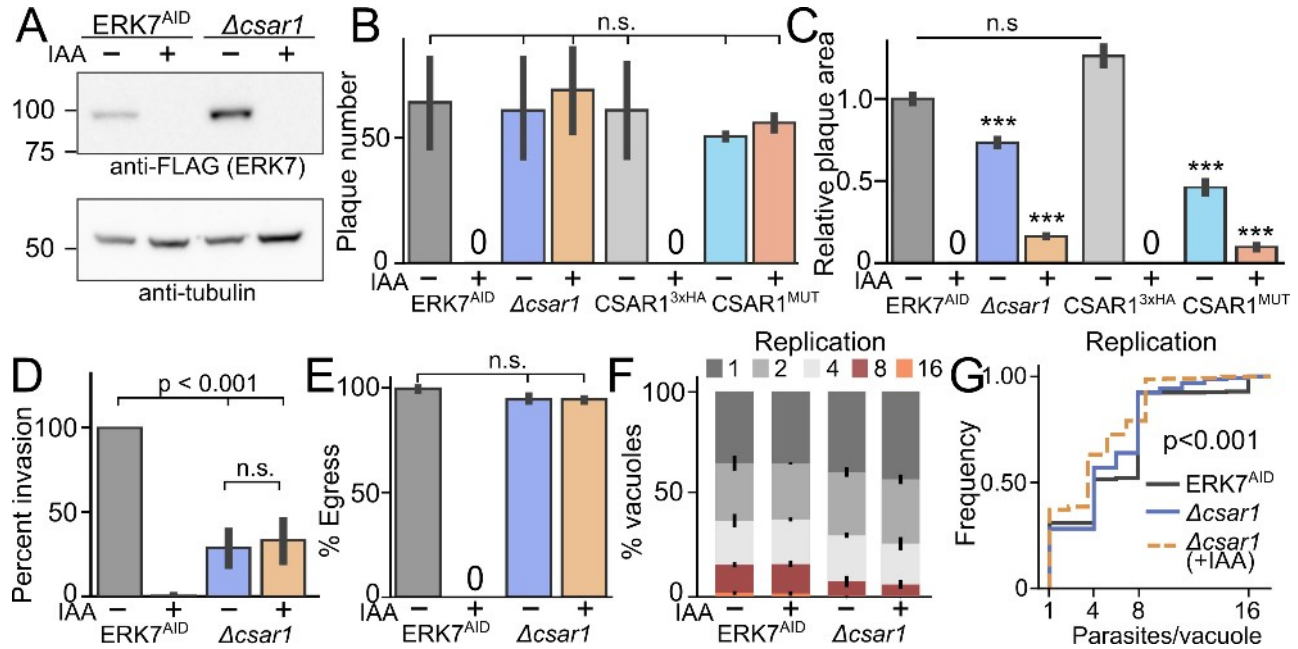 A
ERK7ᴬᴵᴰ Δcsar1
IAA − + − +
100
75
anti-FLAG (ERK7)
50
anti-tubulin
B
n.s.
Plaque number
50
0
0 0
IAA − + − + − + − +
ERK7ᴬᴵᴰ Δcsar1 CSAR1³ˣᴴᴬ CSAR1ᴹᵁᵀ
C
n.s
Relative plaque area
1.0
0.5
0
0 *** *** 0 *** ***
IAA − + − + − + − +
ERK7ᴬᴵᴰ Δcsar1 CSAR1³ˣᴴᴬ CSAR1ᴹᵁᵀ
D
p < 0.001
n.s.
Percent invasion
100
50
0
IAA − + − +
ERK7ᴬᴵᴰ Δcsar1
E
n.s.
% Egress
100
50
0
0
IAA − + − +
ERK7ᴬᴵᴰ Δcsar1
F
Replication
1 2 4 8 16
% vacuoles
100
50
0
IAA − + − +
ERK7ᴬᴵᴰ Δcsar1
G
Replication
Frequency
1.00
0.50
0
p<0.001
ERK7ᴬᴵᴰ
Δcsar1
Δcsar1
(+IAA)
1 4 8 16
Parasites/vacuole